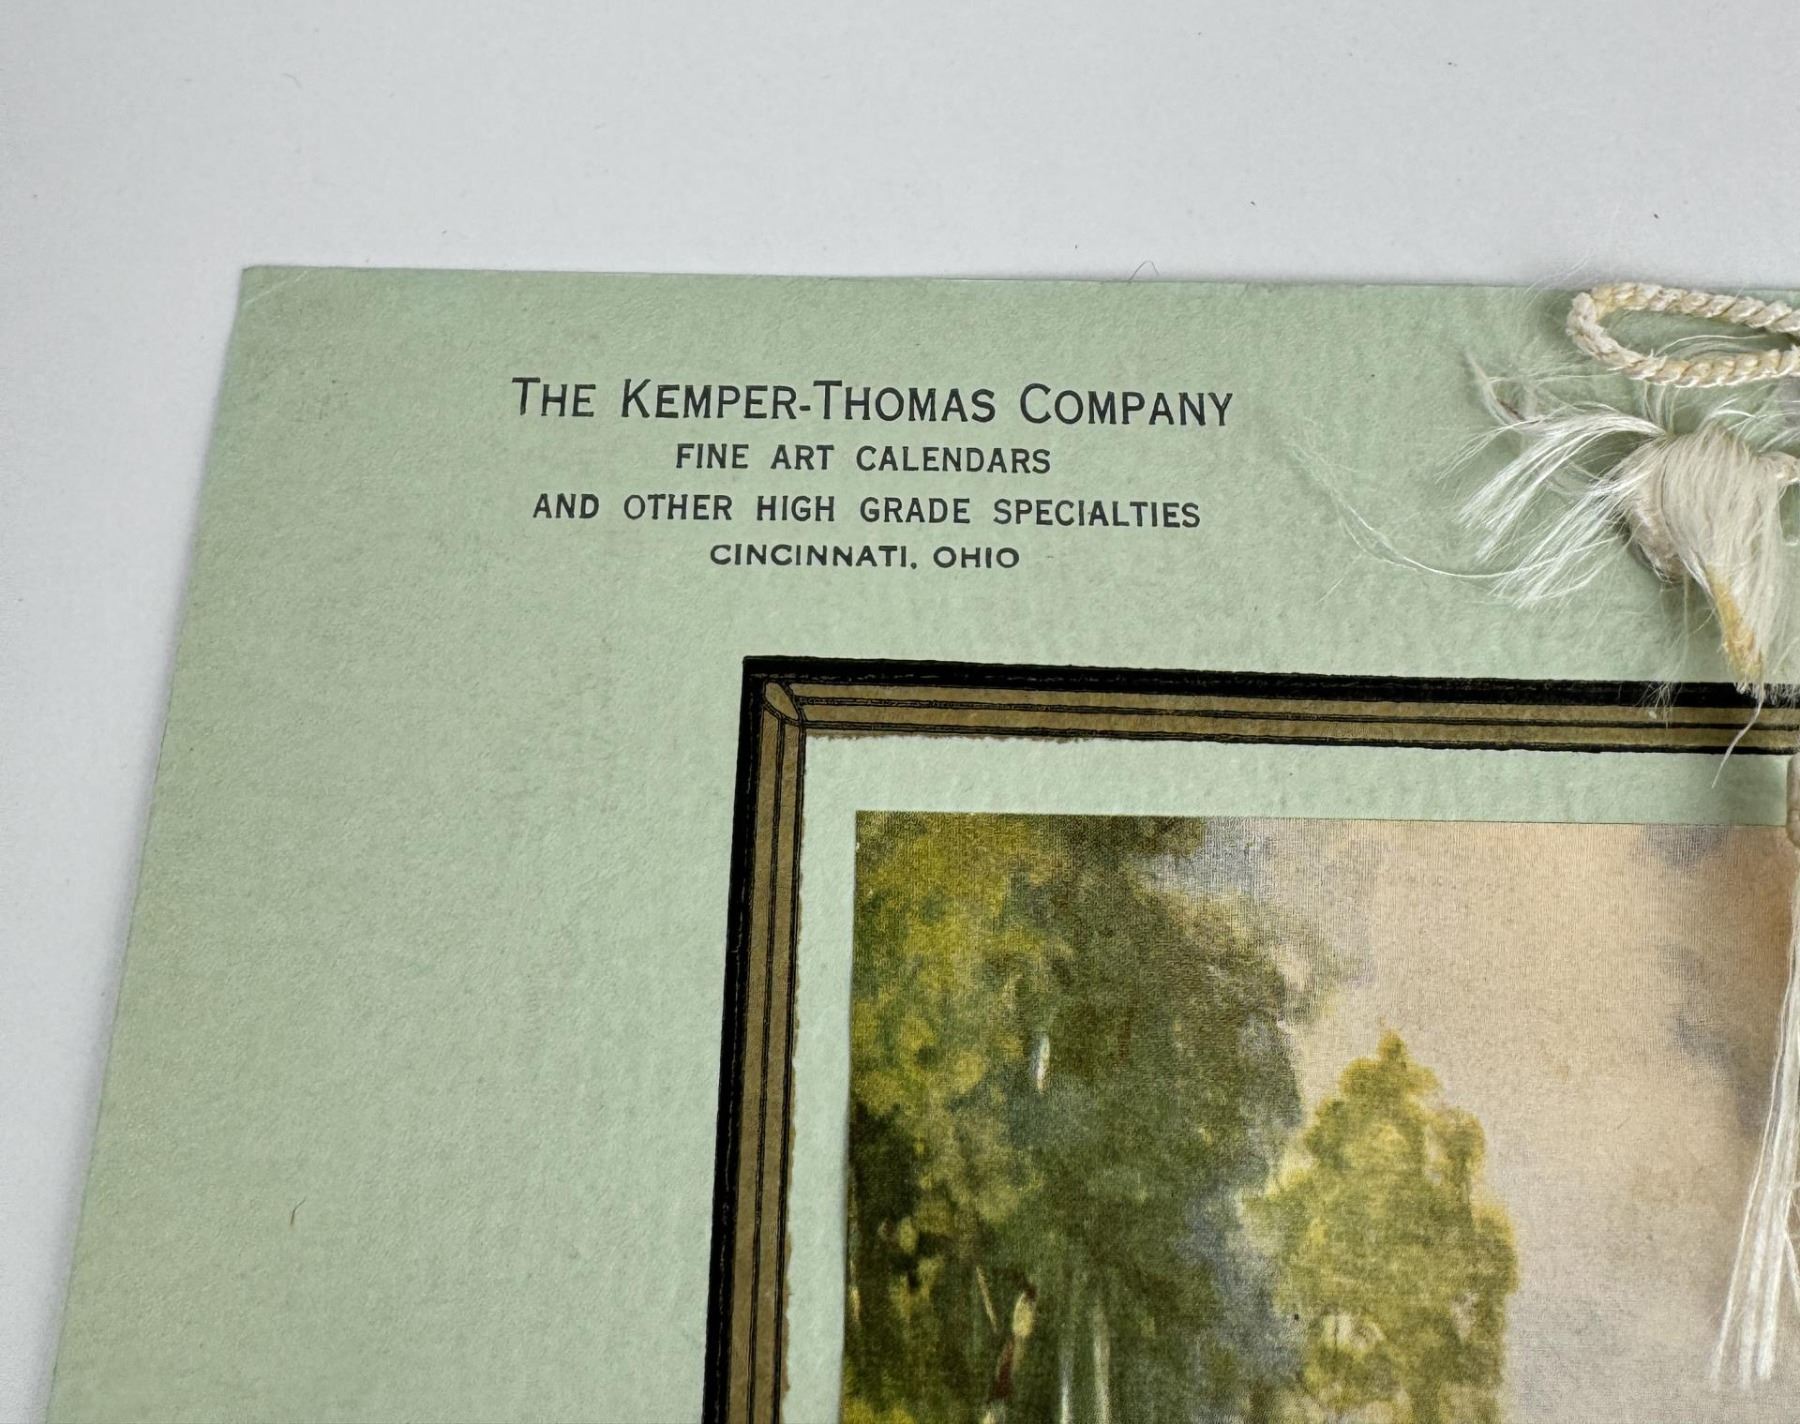 THE KEMPER-THOMAS COMPANY
FINE ART CALENDARS
AND OTHER HIGH GRADE SPECIALTIES
CINCINNATI, OHIO